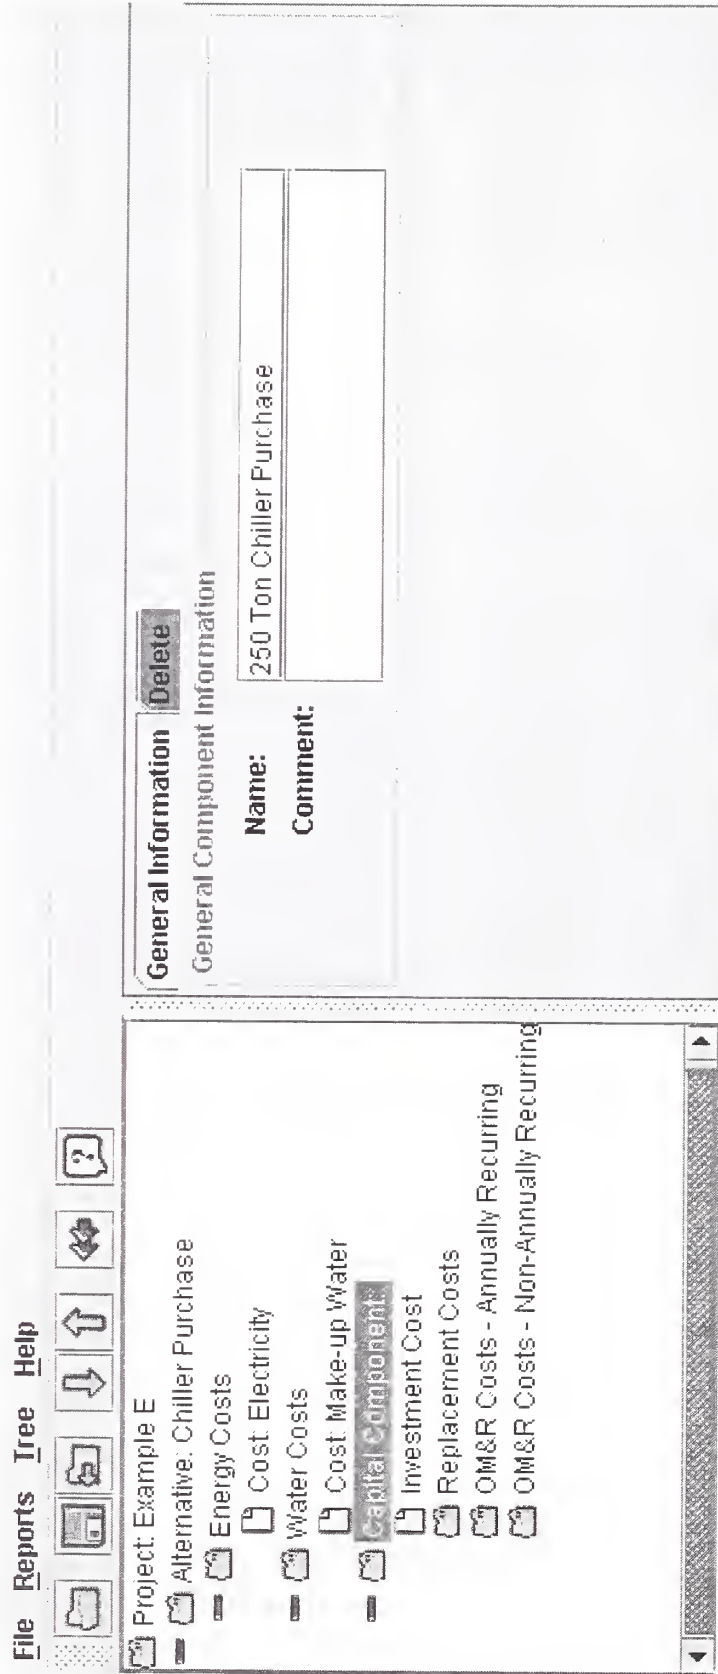 File Reports Tree Help
?
Project: Example E
Alternative: Chiller Purchase
Energy Costs
Cost: Electricity
Water Costs
Cost: Make-up Water
Capital Component:
Investment Cost
Replacement Costs
OM&R Costs - Annually Recurring
OM&R Costs - Non-Annually Recurring
General Information Delete
General Component Information
Name: 250 Ton Chiller Purchase
Comment: